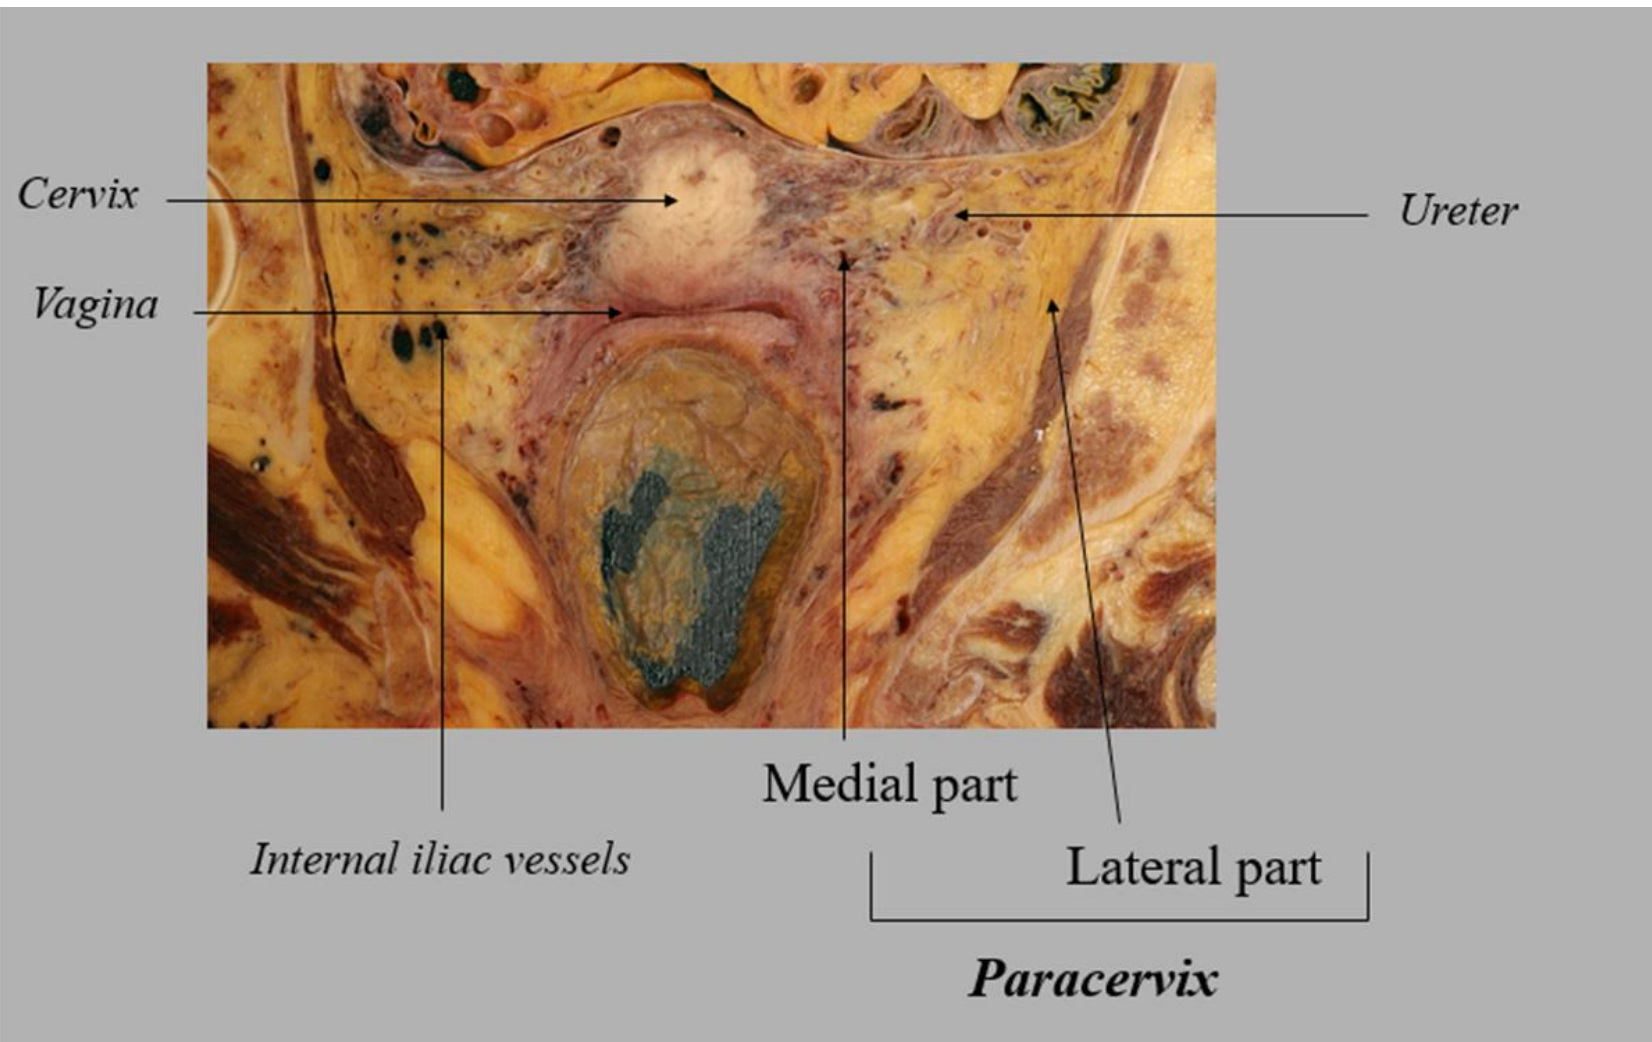 Cervix
Ureter
Vagina
Medial part
Internal iliac vessels
Lateral part
Paracervix